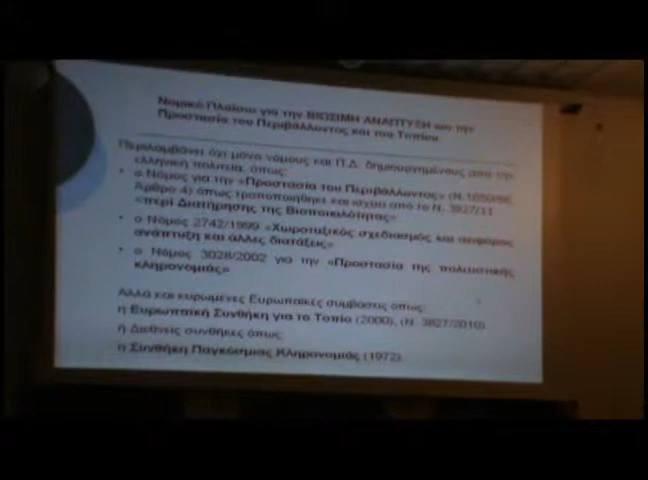 Νομικό Πλαίσιο για την ΒΙΩΣΙΜΗ ΑΝΑΠΤΥΞΗ και την
Προστασία του Περιβάλλοντος και του Τοπίου
Περιλαμβάνει όχι μόνο νόμους και Π.Δ. δημοσιευμένους από την
ελληνική πολιτεία, όπως:
• ο Νόμος για την «Προστασία του Περιβάλλοντος» (Ν.1650/86,
Άρθρο 4) όπως τροποποιήθηκε και ισχύει από το Ν. 3937/11
«περί Διατήρησης της Βιοποικιλότητας»
• ο Νόμος 2742/1999 «Χωροταξικός σχεδιασμός και αειφόρος
ανάπτυξη και άλλες διατάξεις»
• ο Νόμος 3028/2002 για την «Προστασία της πολιτιστικής
κληρονομιάς»
Αλλά και κυρωμένες Ευρωπαϊκές συμβάσεις όπως:
η Ευρωπαϊκή Συνθήκη για το Τοπίο (2000), (Ν. 3827/2010)
ή Διεθνείς συνθήκες όπως:
η Συνθήκη Παγκόσμιας Κληρονομιάς (1972)